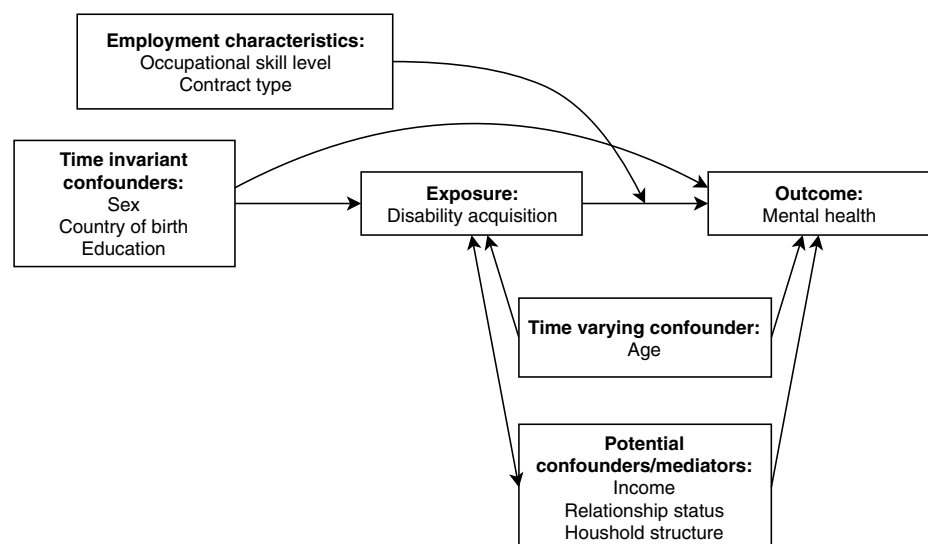 Employment characteristics:
Occupational skill level
Contract type
Time invariant
confounders:
Sex
Country of birth
Education
Exposure:
Disability acquisition
Outcome:
Mental health
Time varying confounder:
Age
Potential
confounders/mediators:
Income
Relationship status
Houshold structure